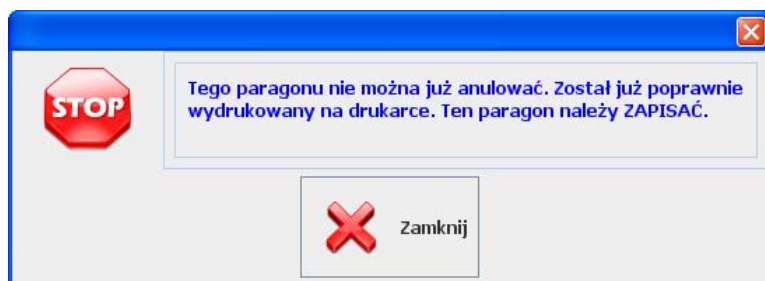 STOP
Tego paragonu nie można już anulować. Został już poprawnie
wydrukowany na drukarce. Ten paragon należy ZAPISAĆ.
Zamknij